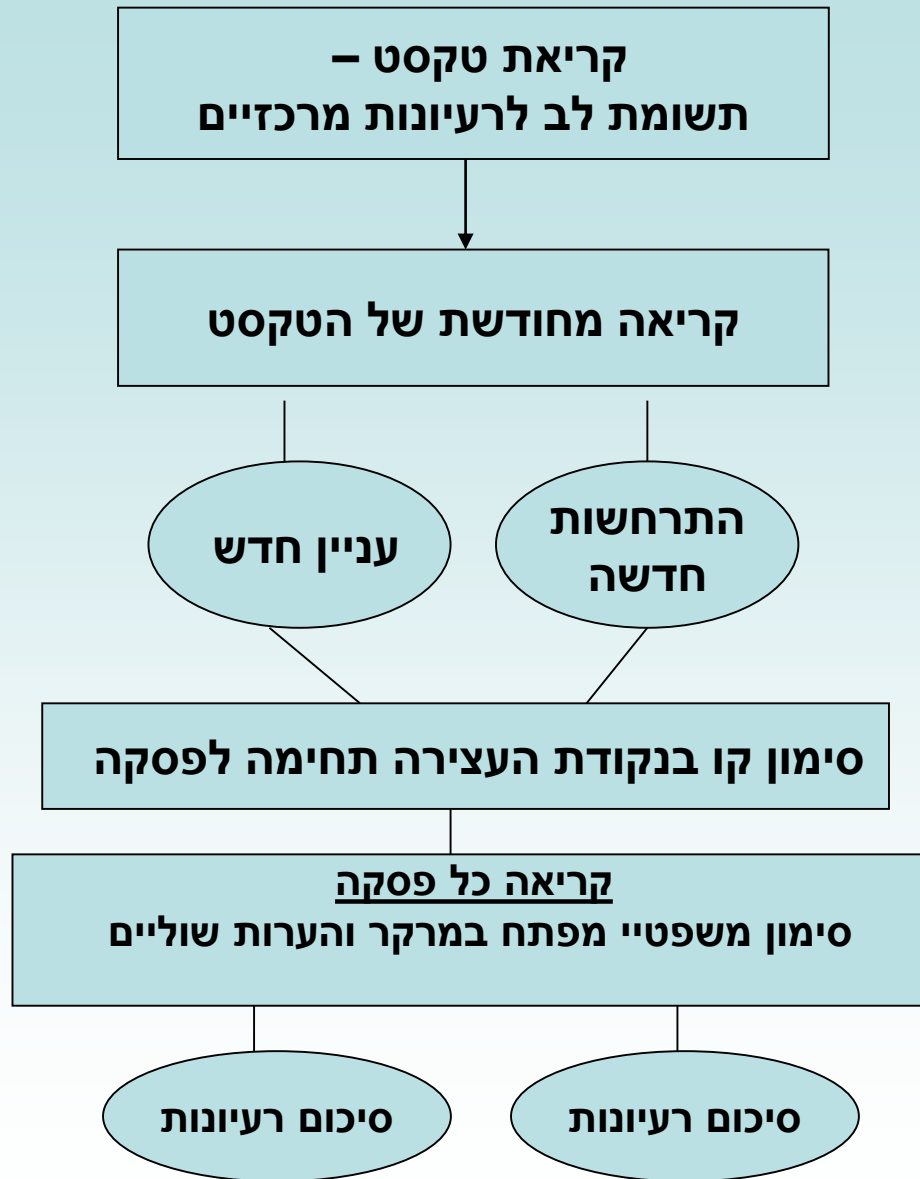 קריאת טקסט –
תשומת לב לרעיונות מרכזיים
קריאה מחודשת של הטקסט
התרחשות
חדשה
עניין חדש
סימון קו בנקודת העצירה תחימה לפסקה
קריאה כל פסקה
סימון משפטיי מפתח במרקר והערות שוליים
סיכום רעיונות
סיכום רעיונות